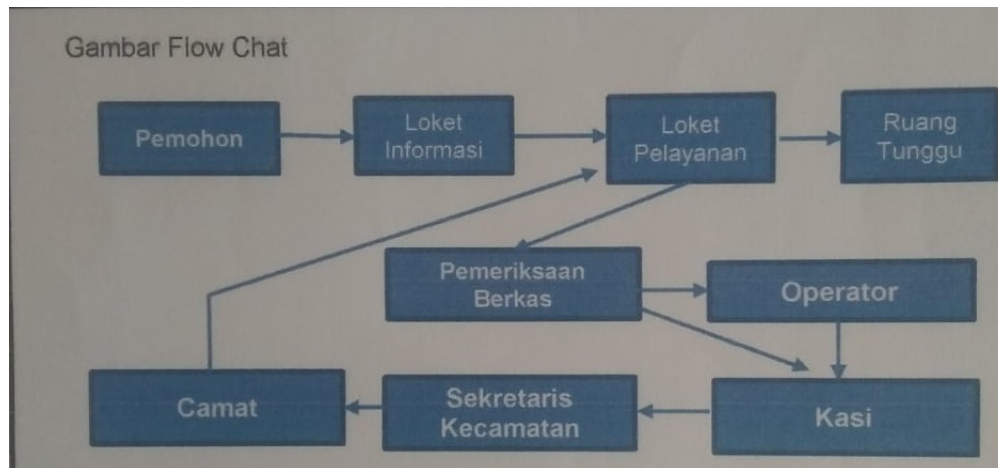 Gambar Flow Chat
Pemohon
Loket
Informasi
Loket
Pelayanan
Ruang
Tunggu
Pemeriksaan
Berkas
Operator
Camat
Sekretaris
Kecamatan
Kasi